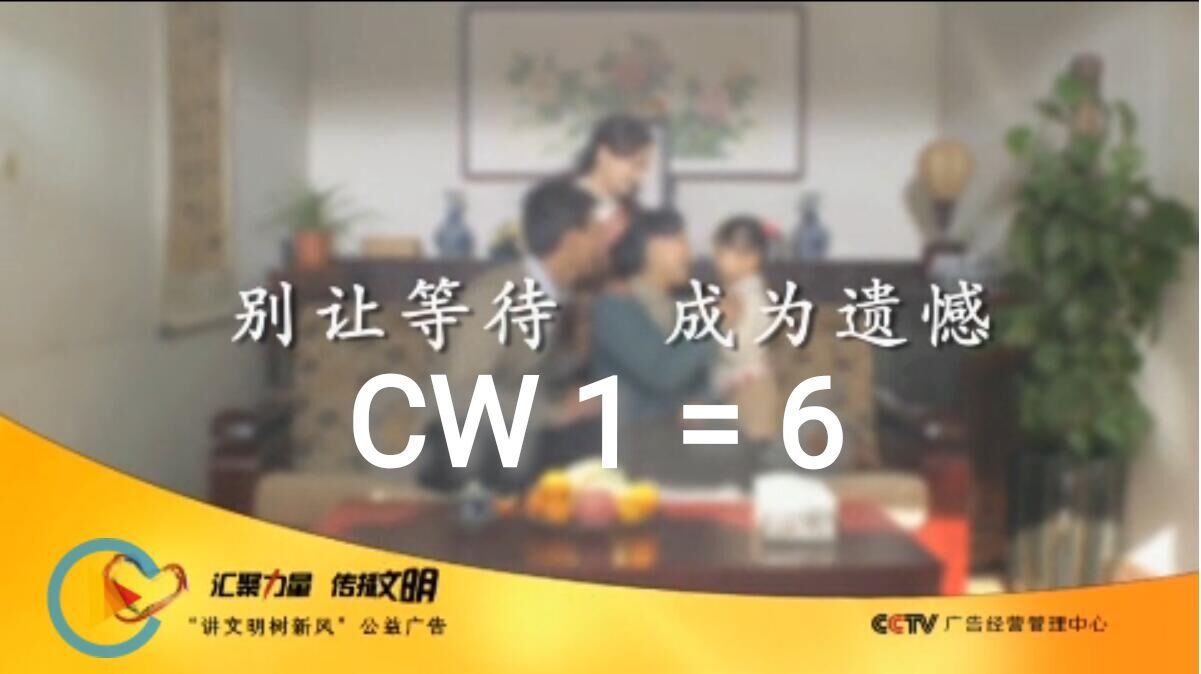 别让等待 成为遗憾
CW 1 = 6
汇聚力量 传播文明
“讲文明树新风”公益广告
CCTV 广告经营管理中心